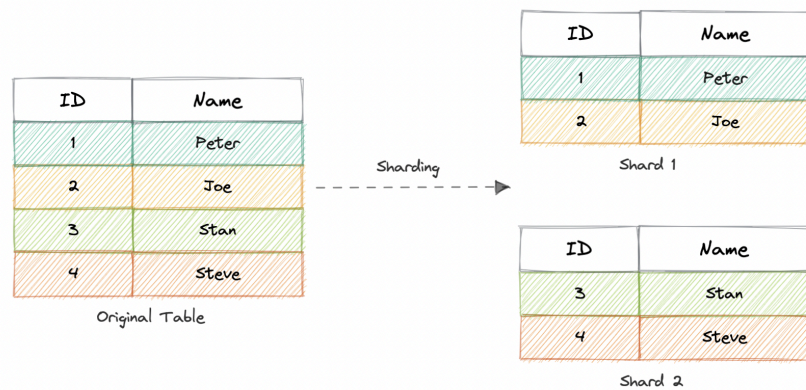 ID Name
1 Peter
2 Joe
3 Stan
4 Steve
Original Table
Sharding
ID Name
1 Peter
2 Joe
Shard 1
ID Name
3 Stan
4 Steve
Shard 2